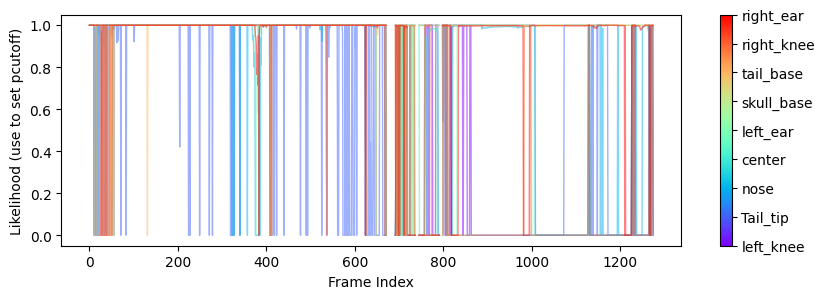 Likelihood (use to set pcutoff)
1.0
0.8
0.6
0.4
0.2
0.0
0
200
400
600
800
1000
1200
Frame Index
right_ear
right_knee
tail_base
skull_base
left_ear
center
nose
Tail_tip
left_knee